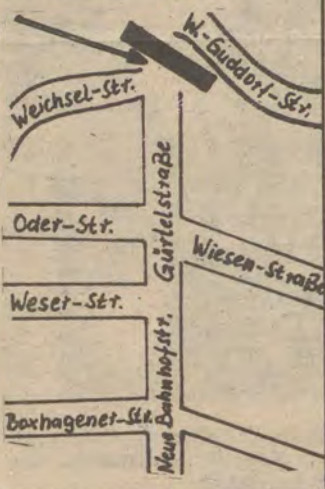 W.-Guddorf-Str.
Weichsel-Str.
Gürtelstraße
Oder-Str.
Wiesen-Straße
Weser-Str.
Neue Bahnhofstr.
Boxhagener-Str.